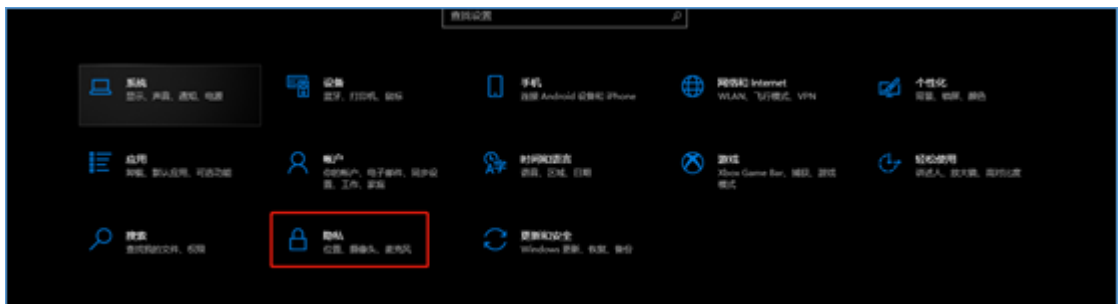 查找设置
系统
显示、声音、通知、电源
设备
蓝牙、打印机、鼠标
手机
连接 Android 设备和 iPhone
网络和 Internet
WLAN、飞行模式、VPN
个性化
背景、锁屏、颜色
应用
卸载、默认应用、可选功能
帐户
你的帐户、电子邮件、同步设
置、工作、家庭
时间和语言
语音、区域、日期
游戏
Xbox Game Bar、捕获、游戏
模式
轻松使用
讲述人、放大镜、高对比度
搜索
查找我的文件、权限
隐私
位置、摄像头、麦克风
更新和安全
Windows 更新、恢复、备份